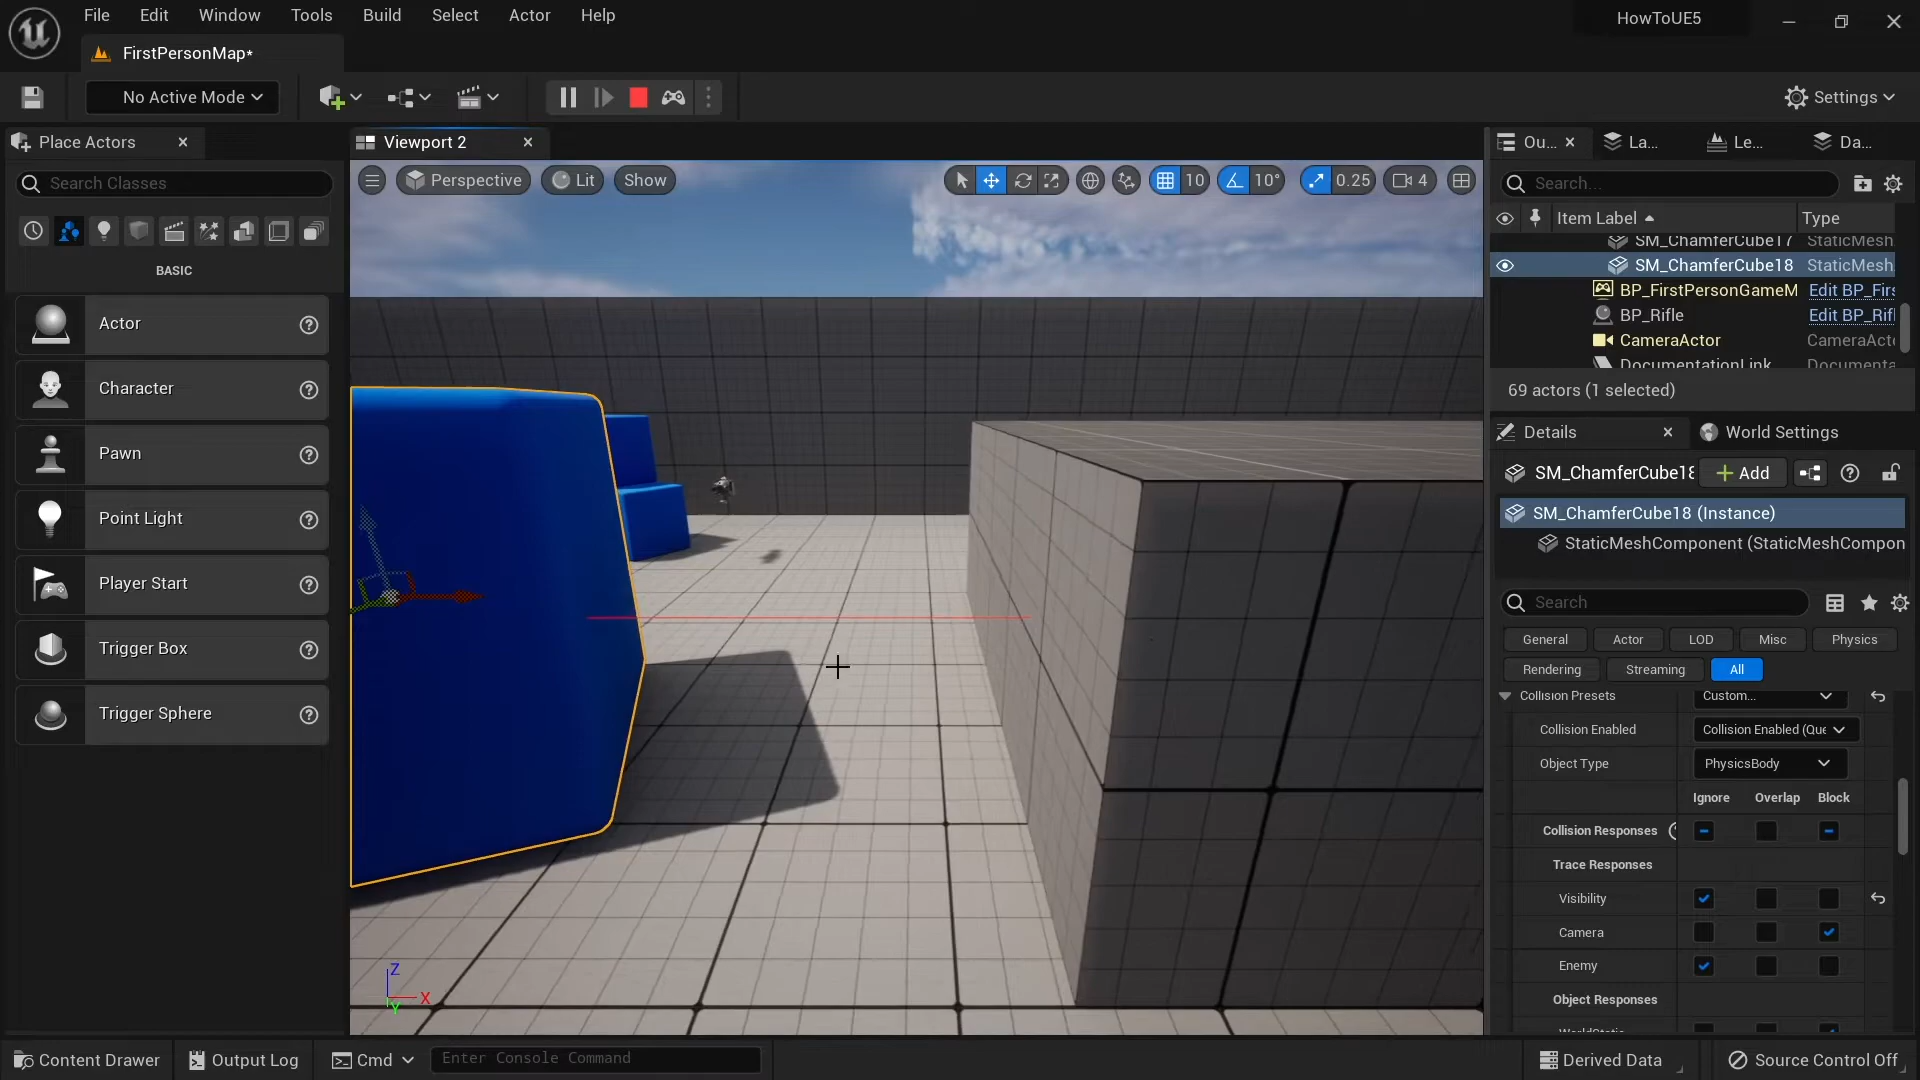 File Edit Window Tools Build Select Actor Help
HowToUE5
FirstPersonMap*
No Active Mode
Settings
Place Actors
Viewport 2
Ou...
La...
Le...
Da...
Search Classes
Perspective
Lit
Show
10
10°
0.25
4
Search...
Item Label
Type
BASIC
SM_ChamferCube17 StaticMesh
SM_ChamferCube18 StaticMesh
BP_FirstPersonGameM Edit BP_Firs
BP_Rifle Edit BP_Rifl
CameraActor CameraActo
DocumentationLink Documenta
69 actors (1 selected)
Actor
Character
Pawn
Point Light
Player Start
Trigger Box
Trigger Sphere
Details
World Settings
SM_ChamferCube18
Add
SM_ChamferCube18 (Instance)
StaticMeshComponent (StaticMeshCompon
Search
General Actor LOD Misc Physics
Rendering Streaming All
Collision Presets Custom...
Collision Enabled Collision Enabled (Que
Object Type PhysicsBody
Ignore Overlap Block
Collision Responses
Trace Responses
Visibility
Camera
Enemy
Object Responses
WorldStatic
Z
X
Y
Content Drawer
Output Log
Cmd
Enter Console Command
Derived Data
Source Control Off